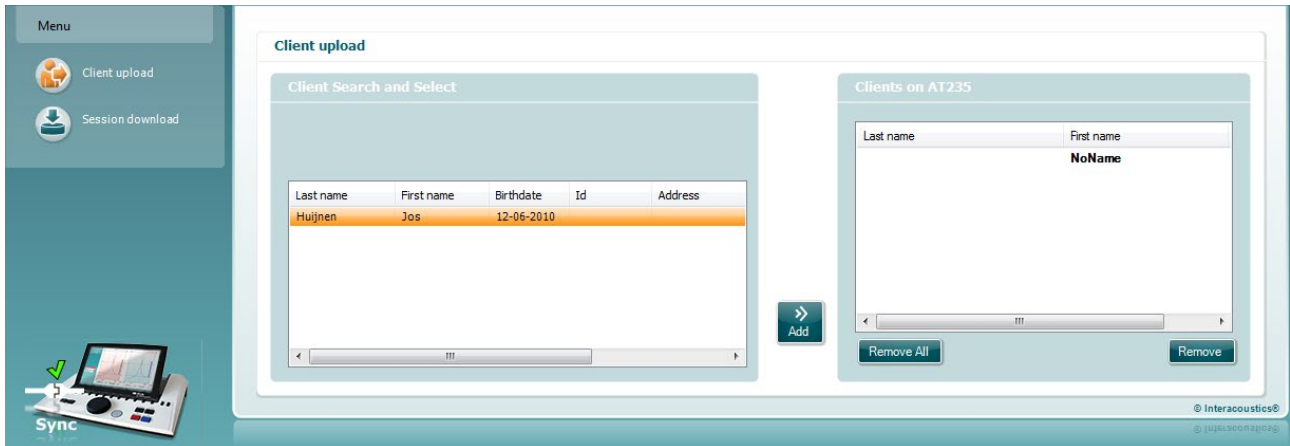 Menu
Client upload
Session download
Sync
Client upload
Client Search and Select
Last name First name Birthdate Id Address
Huijnen Jos 12-06-2010
Add
Clients on AT235
Last name First name
NoName
Remove All Remove
© Interacoustics®